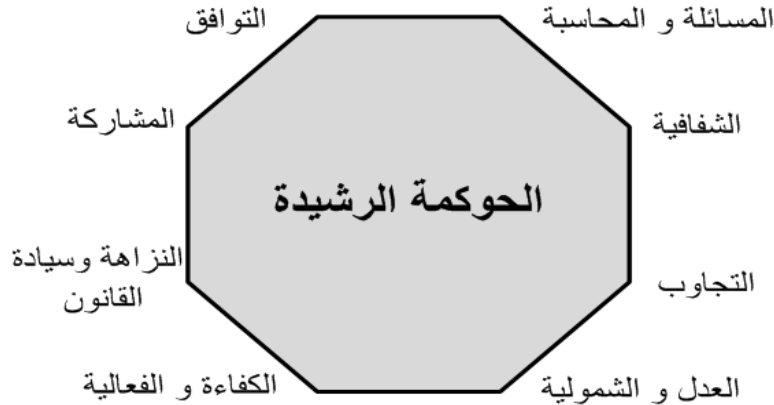 المسائلة و المحاسبة
التوافق
الشفافية
المشاركة
الحوكمة الرشيدة
التجاوب
النزاهة وسيادة
القانون
العدل و الشمولية
الكفاءة و الفعالية